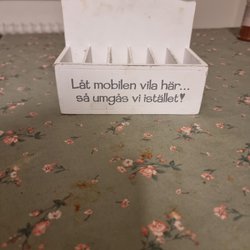 Låt mobilen vila här...
så umgås vi istället!